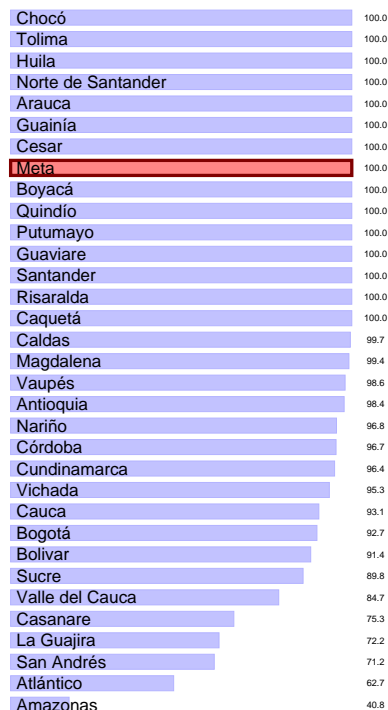 Chocó 100.0
Tolima 100.0
Huila 100.0
Norte de Santander 100.0
Arauca 100.0
Guainía 100.0
Cesar 100.0
Meta 100.0
Boyacá 100.0
Quindío 100.0
Putumayo 100.0
Guaviare 100.0
Santander 100.0
Risaralda 100.0
Caquetá 100.0
Caldas 99.7
Magdalena 99.4
Vaupés 98.6
Antioquia 98.4
Nariño 96.8
Córdoba 96.7
Cundinamarca 96.4
Vichada 95.3
Cauca 93.1
Bogotá 92.7
Bolivar 91.4
Sucre 89.8
Valle del Cauca 84.7
Casanare 75.3
La Guajira 72.2
San Andrés 71.2
Atlántico 62.7
Amazonas 40.8